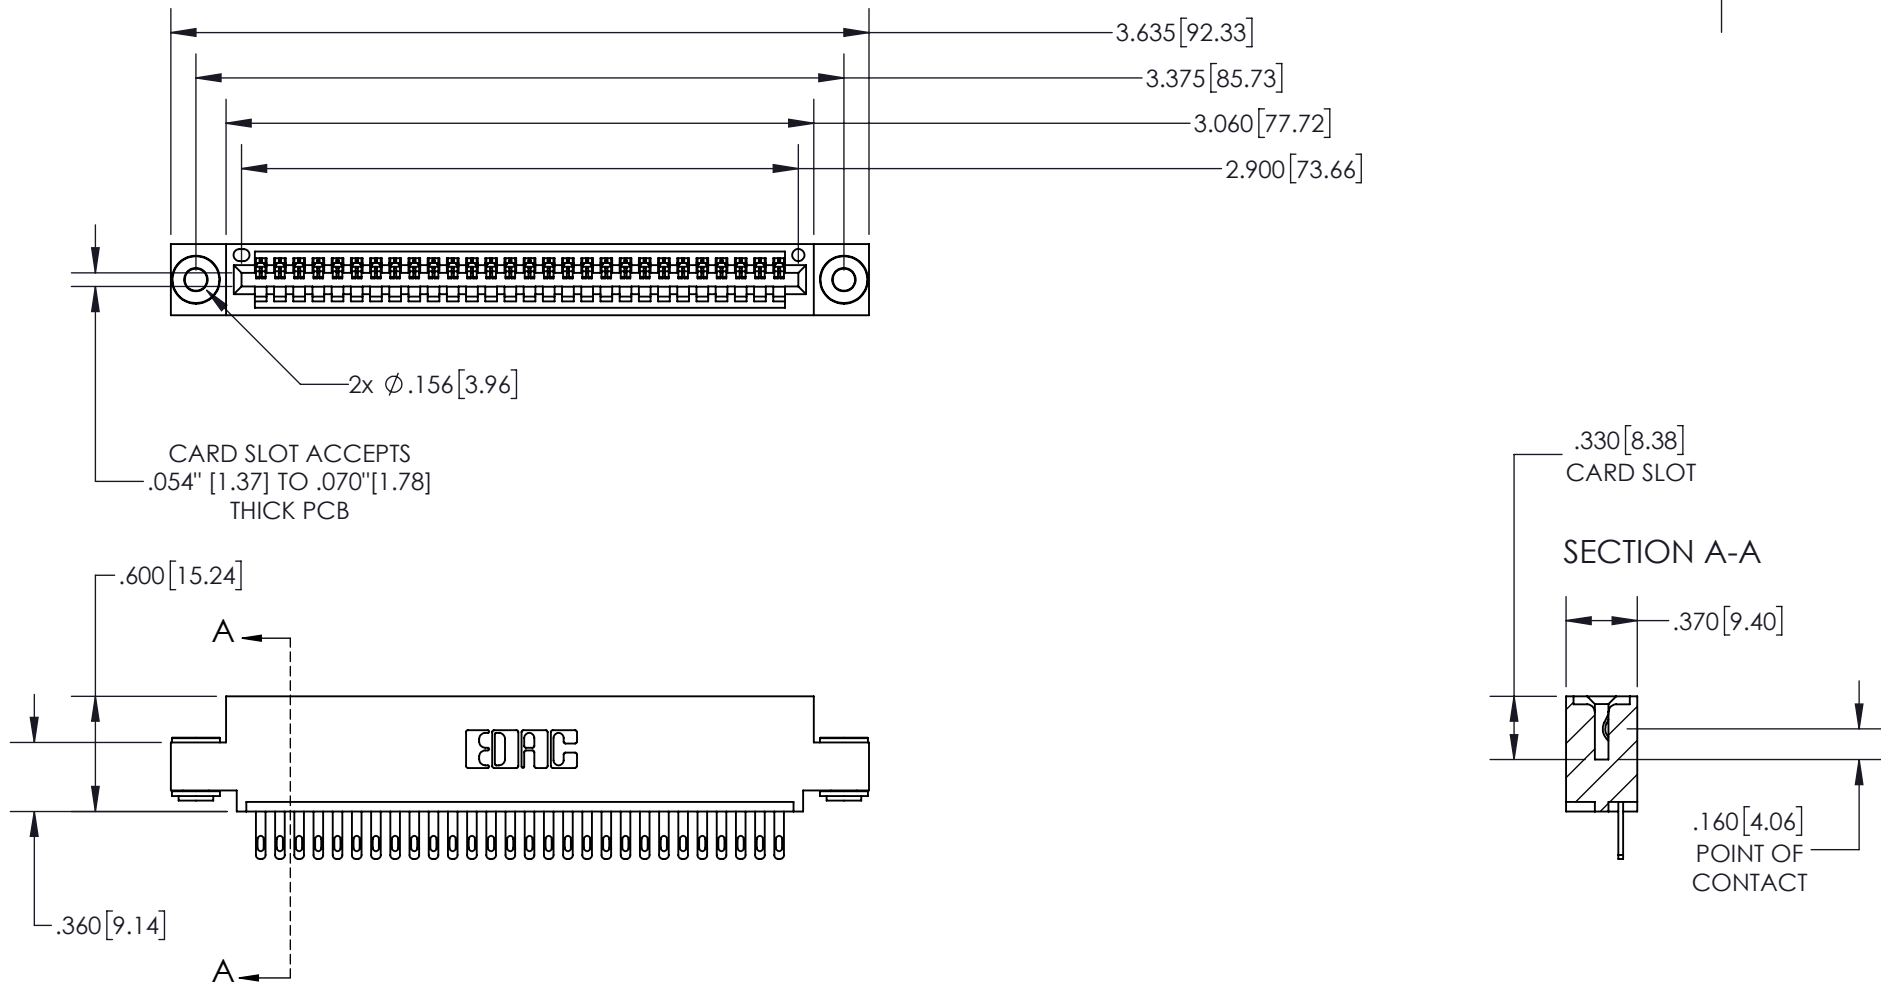 3.635[92.33]
3.375[85.73]
3.060[77.72]
2.900[73.66]
2x Ø.156[3.96]
CARD SLOT ACCEPTS
.054" [1.37] TO .070"[1.78]
THICK PCB
.330[8.38]
CARD SLOT
SECTION A-A
.600[15.24]
.370[9.40]
A
EDAC
.160[4.06]
POINT OF
CONTACT
.360[9.14]
A